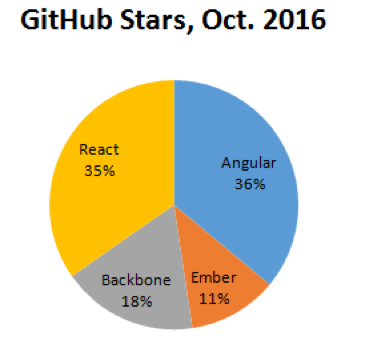 GitHub Stars, Oct. 2016
React
35%
Angular
36%
Backbone
18%
Ember
11%